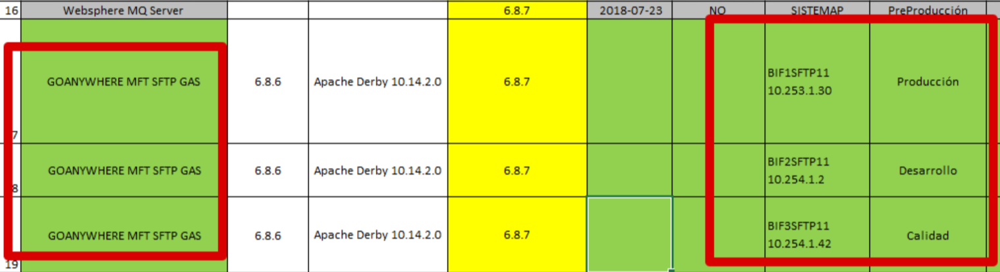 16 Websphere MQ Server 6.8.7 2018-07-23 NO SISTEMAP PreProducción
GOANYWHERE MFT SFTP GAS 6.8.6 Apache Derby 10.14.2.0 6.8.7 BIF1SFTP11 Producción
10.253.1.30
7
GOANYWHERE MFT SFTP GAS 6.8.6 Apache Derby 10.14.2.0 6.8.7 BIF2SFTP11 Desarrollo
10.254.1.2
8
GOANYWHERE MFT SFTP GAS 6.8.6 Apache Derby 10.14.2.0 6.8.7 BIF3SFTP11 Calidad
10.254.1.42
19